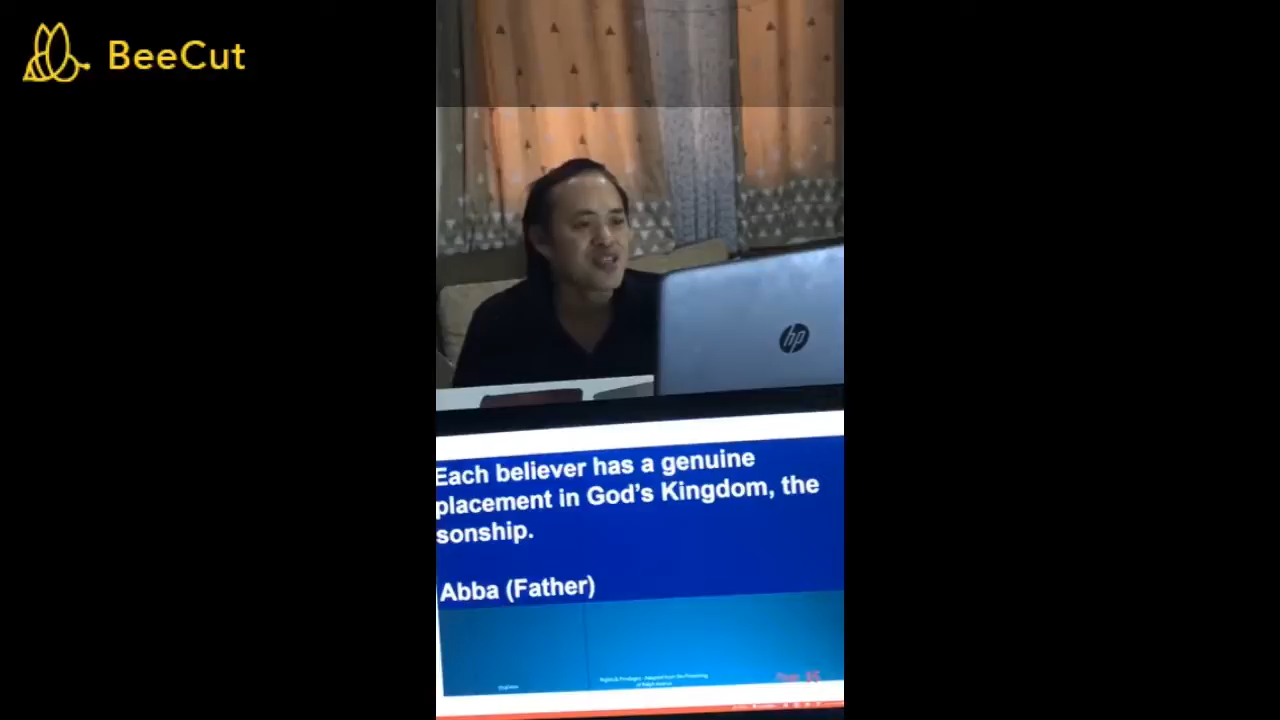 BeeCut
hp
Each believer has a genuine
placement in God's Kingdom, the
sonship.
Abba (Father)